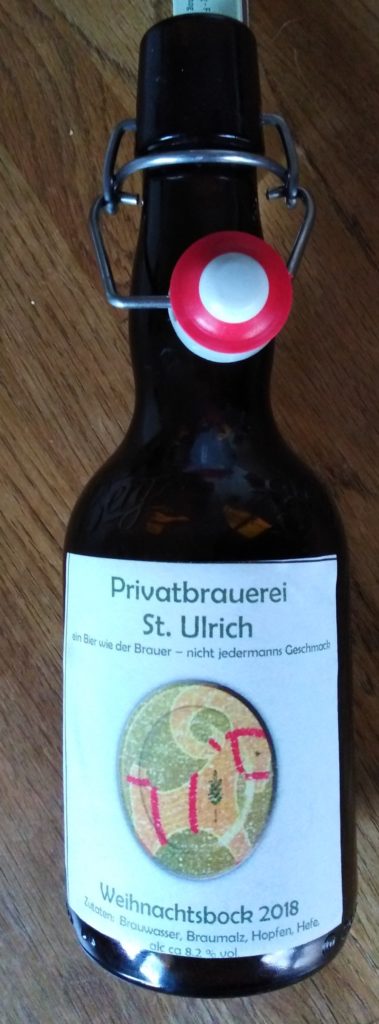 Privatbrauerei
St. Ulrich
ein Bier wie der Brauer – nicht jedermanns Geschmack
Weihnachtsbock 2018
Zutaten: Brauwasser, Braumalz, Hopfen, Hefe,
alc ca 8,2 % vol